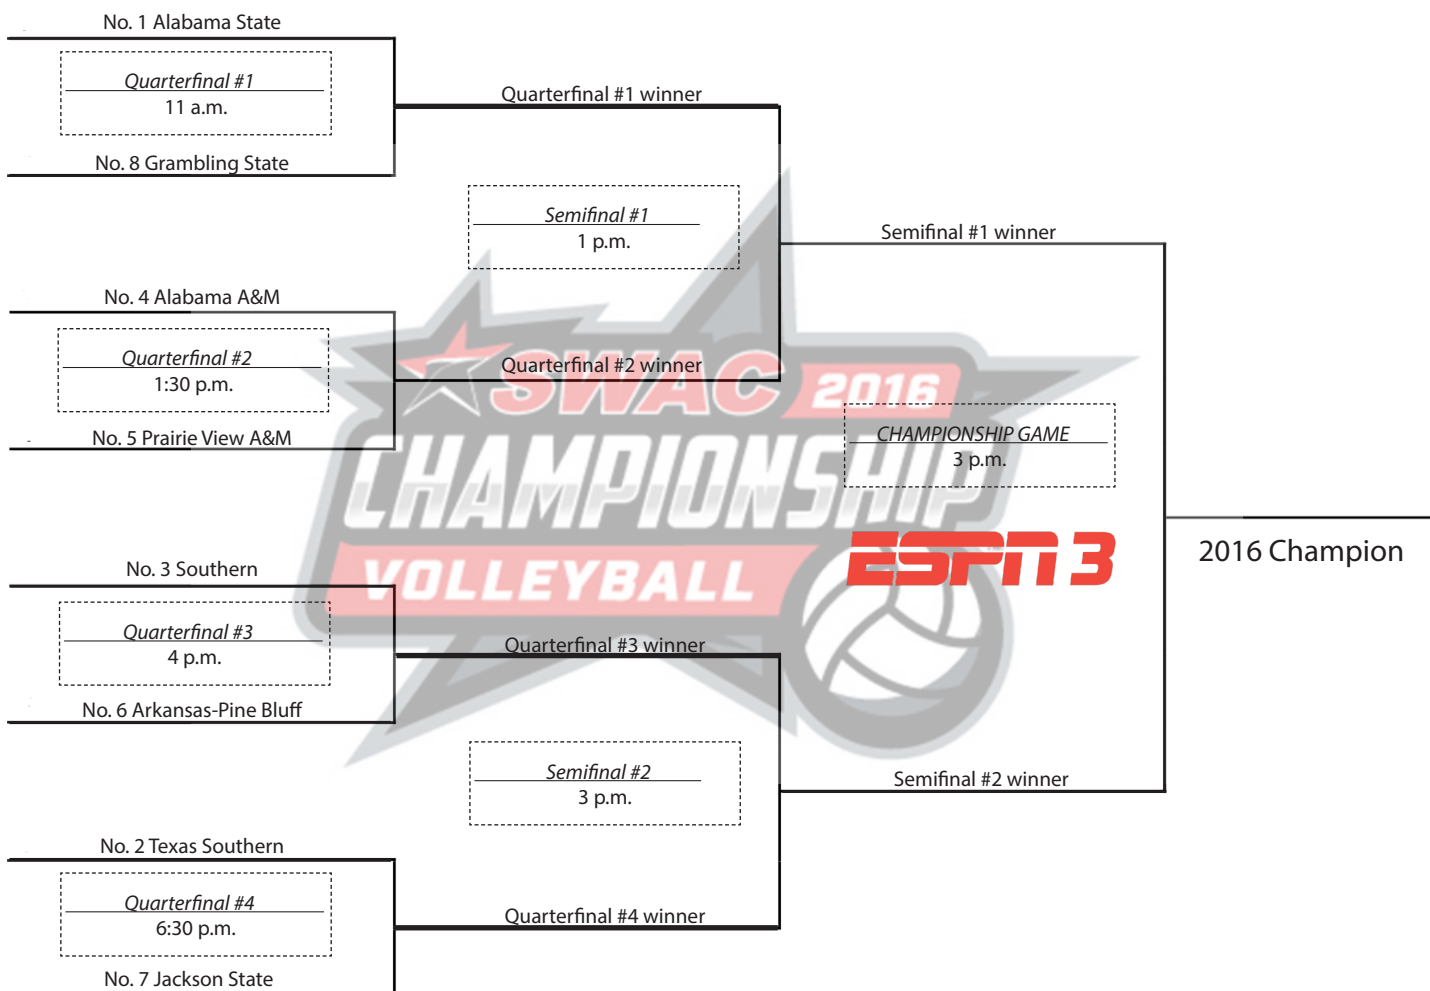 No. 1 Alabama State
Quarterfinal #1
11 a.m.
No. 8 Grambling State
Quarterfinal #1 winner
Semifinal #1
1 p.m.
Semifinal #1 winner
No. 4 Alabama A&M
Quarterfinal #2
1:30 p.m.
No. 5 Prairie View A&M
Quarterfinal #2 winner
SWAC 2016
CHAMPIONSHIP
VOLLEYBALL
CHAMPIONSHIP GAME
3 p.m.
ESPN3
2016 Champion
No. 3 Southern
Quarterfinal #3
4 p.m.
No. 6 Arkansas-Pine Bluff
Quarterfinal #3 winner
Semifinal #2
3 p.m.
Semifinal #2 winner
No. 2 Texas Southern
Quarterfinal #4
6:30 p.m.
No. 7 Jackson State
Quarterfinal #4 winner